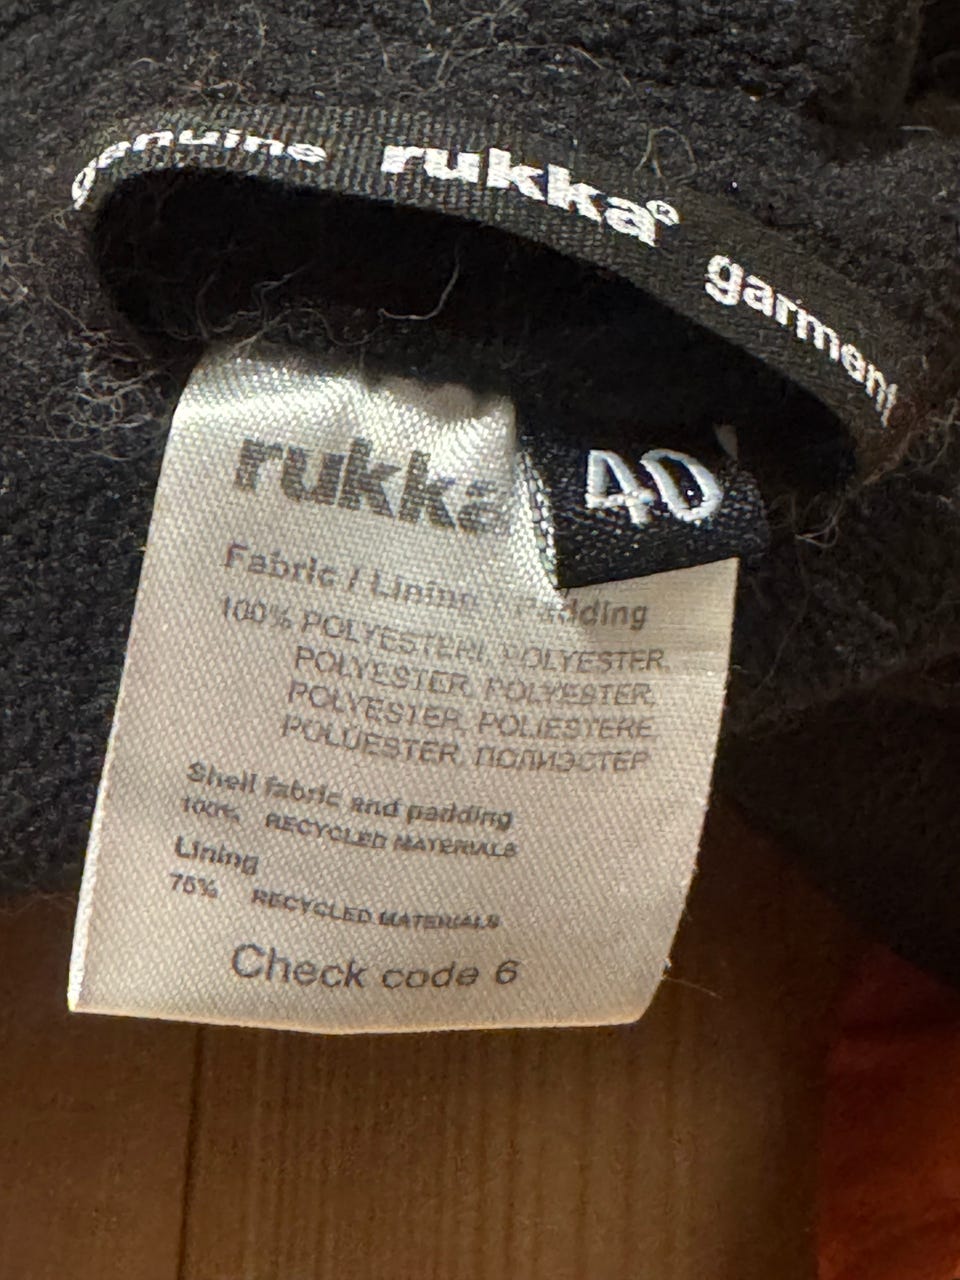 genuine rukka® garment
rukka
40
Fabric / Lining / Padding
100% POLYESTERI, POLYESTER,
POLYESTER, POLYESTER,
POLYESTER, POLIESTERE
POLÜESTER, ПОЛИЭСТЕР
Shell fabric and padding
100% RECYCLED MATERIALS
Lining
75% RECYCLED MATERIALS
Check code 6